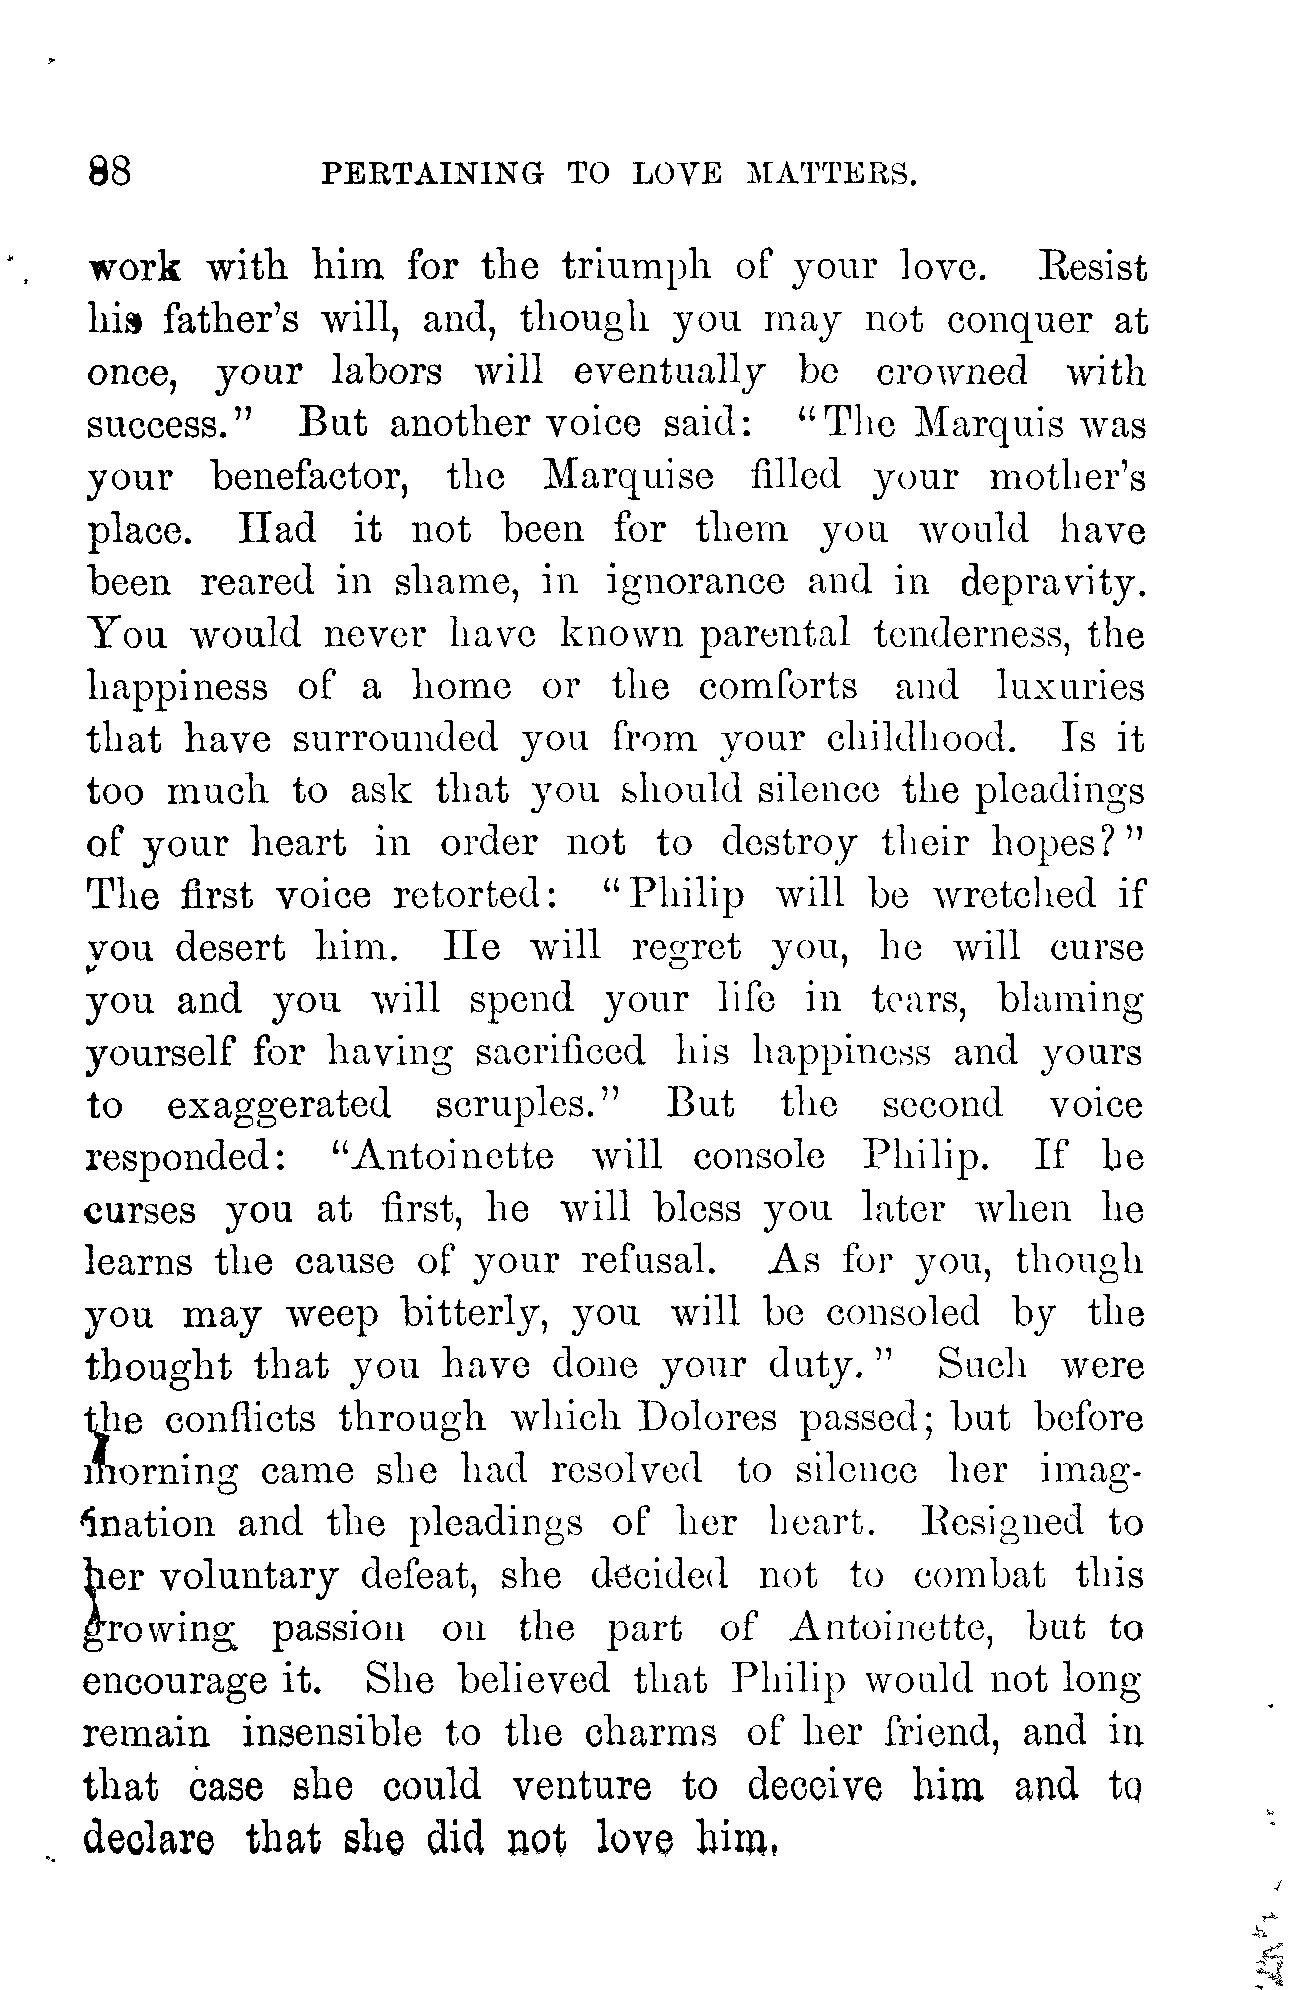 88 PERTAINING TO LOVE MATTERS.
work with him for the triumph of your love. Resist
his father's will, and, though you may not conquer at
once, your labors will eventually be crowned with
success." But another voice said: "The Marquis was
your benefactor, the Marquise filled your mother's
place. Had it not been for them you would have
been reared in shame, in ignorance and in depravity.
You would never have known parental tenderness, the
happiness of a home or the comforts and luxuries
that have surrounded you from your childhood. Is it
too much to ask that you should silence the pleadings
of your heart in order not to destroy their hopes?"
The first voice retorted: "Philip will be wretched if
you desert him. He will regret you, he will curse
you and you will spend your life in tears, blaming
yourself for having sacrificed his happiness and yours
to exaggerated scruples." But the second voice
responded: "Antoinette will console Philip. If he
curses you at first, he will bless you later when he
learns the cause of your refusal. As for you, though
you may weep bitterly, you will be consoled by the
thought that you have done your duty." Such were
the conflicts through which Dolores passed; but before
morning came she had resolved to silence her imag-
ination and the pleadings of her heart. Resigned to
her voluntary defeat, she decided not to combat this
growing passion on the part of Antoinette, but to
encourage it. She believed that Philip would not long
remain insensible to the charms of her friend, and in
that case she could venture to deceive him and to
declare that she did not love him.